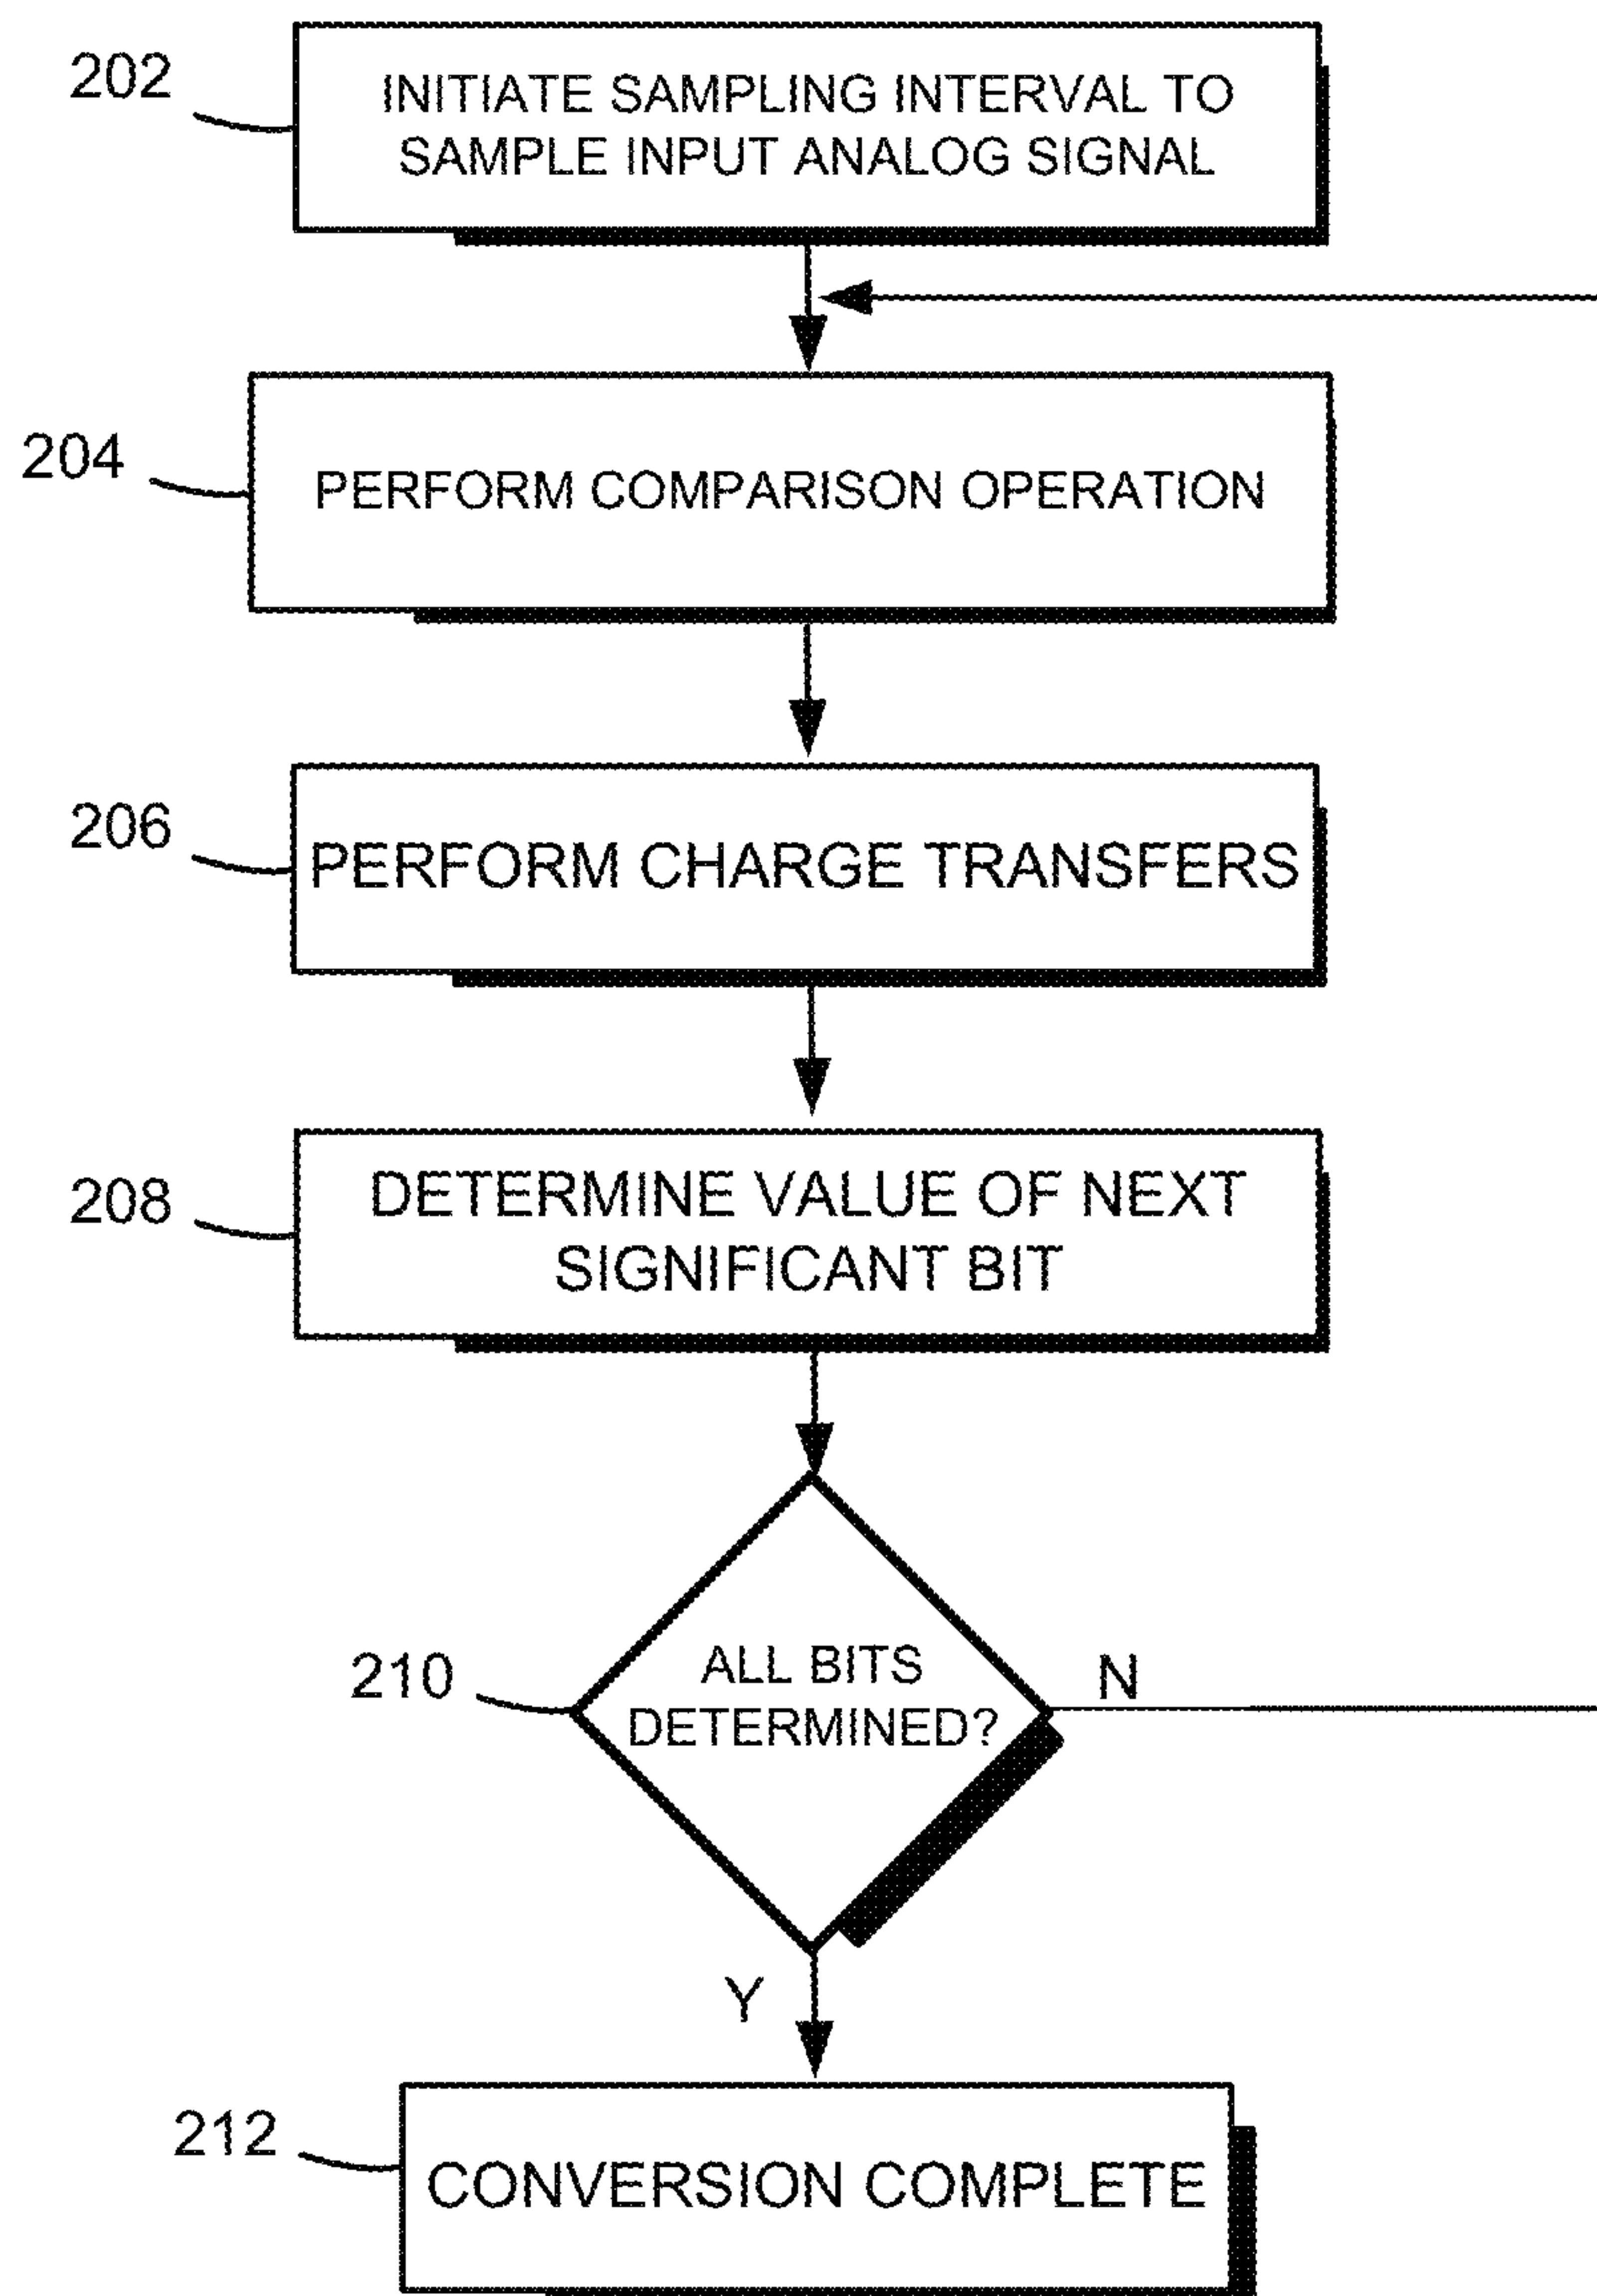 202
INITIATE SAMPLING INTERVAL TO
SAMPLE INPUT ANALOG SIGNAL
204
PERFORM COMPARISON OPERATION
206
PERFORM CHARGE TRANSFERS
208
DETERMINE VALUE OF NEXT
SIGNIFICANT BIT
210
ALL BITS
DETERMINED?
N
Y
212
CONVERSION COMPLETE